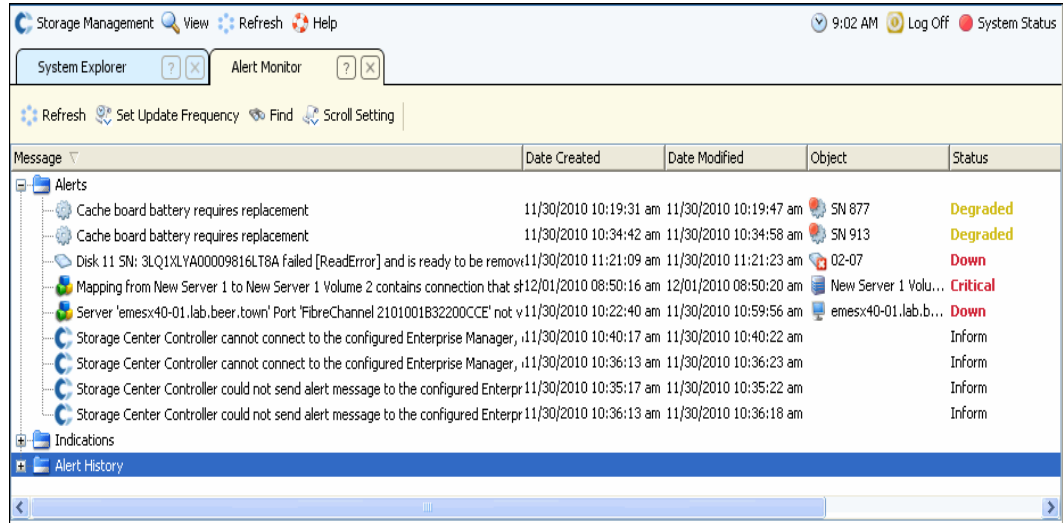 Storage Management View Refresh Help 9:02 AM Log Off System Status
System Explorer ? X Alert Monitor ? X
Refresh Set Update Frequency Find Scroll Setting
Message Date Created Date Modified Object Status
Alerts
Cache board battery requires replacement 11/30/2010 10:19:31 am 11/30/2010 10:19:47 am SN 877 Degraded
Cache board battery requires replacement 11/30/2010 10:34:42 am 11/30/2010 10:34:58 am SN 913 Degraded
Disk 11 SN: 3LQ1XLYA00009816LT8A failed [ReadError] and is ready to be remove 11/30/2010 11:21:09 am 11/30/2010 11:21:23 am 02-07 Down
Mapping from New Server 1 to New Server 1 Volume 2 contains connection that sh 12/01/2010 08:50:16 am 12/01/2010 08:50:20 am New Server 1 Volu... Critical
Server 'emesx40-01.lab.beer.town' Port 'FibreChannel 2101001B32200CCE' not v 11/30/2010 10:22:40 am 11/30/2010 10:59:56 am emesx40-01.lab.b... Down
Storage Center Controller cannot connect to the configured Enterprise Manager, 11/30/2010 10:40:17 am 11/30/2010 10:40:22 am Inform
Storage Center Controller cannot connect to the configured Enterprise Manager, 11/30/2010 10:36:13 am 11/30/2010 10:36:23 am Inform
Storage Center Controller could not send alert message to the configured Enterpr 11/30/2010 10:35:17 am 11/30/2010 10:35:22 am Inform
Storage Center Controller could not send alert message to the configured Enterpr 11/30/2010 10:36:13 am 11/30/2010 10:36:18 am Inform
Indications
Alert History